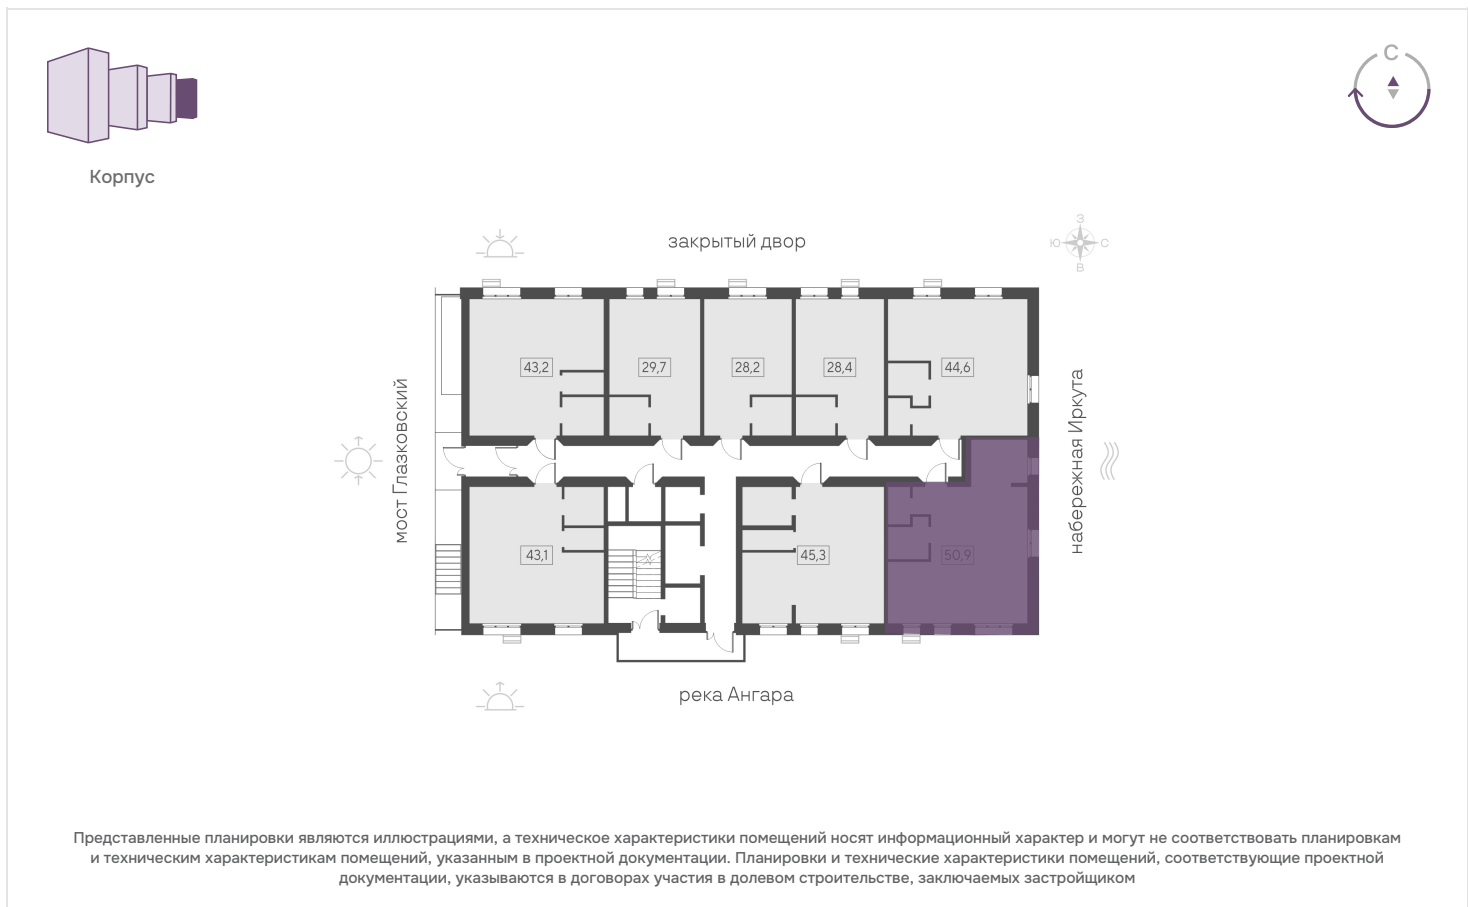 С
Корпус
закрытый двор
З
Ю
С
В
43,2
29,7
28,2
28,4
44,6
мост Глазковский
набережная Иркута
43,1
45,3
50,9
река Ангара
Представленные планировки являются иллюстрациями, а техническое характеристики помещений носят информационный характер и могут не соответствовать планировкам
и техническим характеристикам помещений, указанным в проектной документации. Планировки и технические характеристики помещений, соответствующие проектной
документации, указываются в договорах участия в долевом строительстве, заключаемых застройщиком